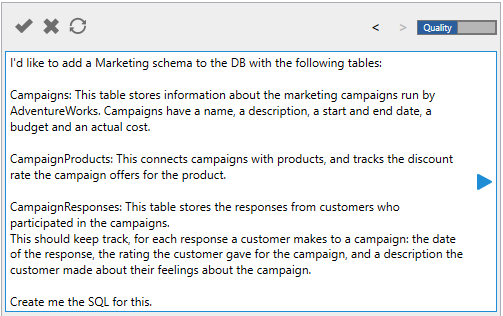 < > Quality
I'd like to add a Marketing schema to the DB with the following tables:
Campaigns: This table stores information about the marketing campaigns run by
AdventureWorks. Campaigns have a name, a description, a start and end date, a
budget and an actual cost.
CampaignProducts: This connects campaigns with products, and tracks the discount
rate the campaign offers for the product.
CampaignResponses: This table stores the responses from customers who
participated in the campaigns.
This should keep track, for each response a customer makes to a campaign: the date
of the response, the rating the customer gave for the campaign, and a description the
customer made about their feelings about the campaign.
Create me the SQL for this.